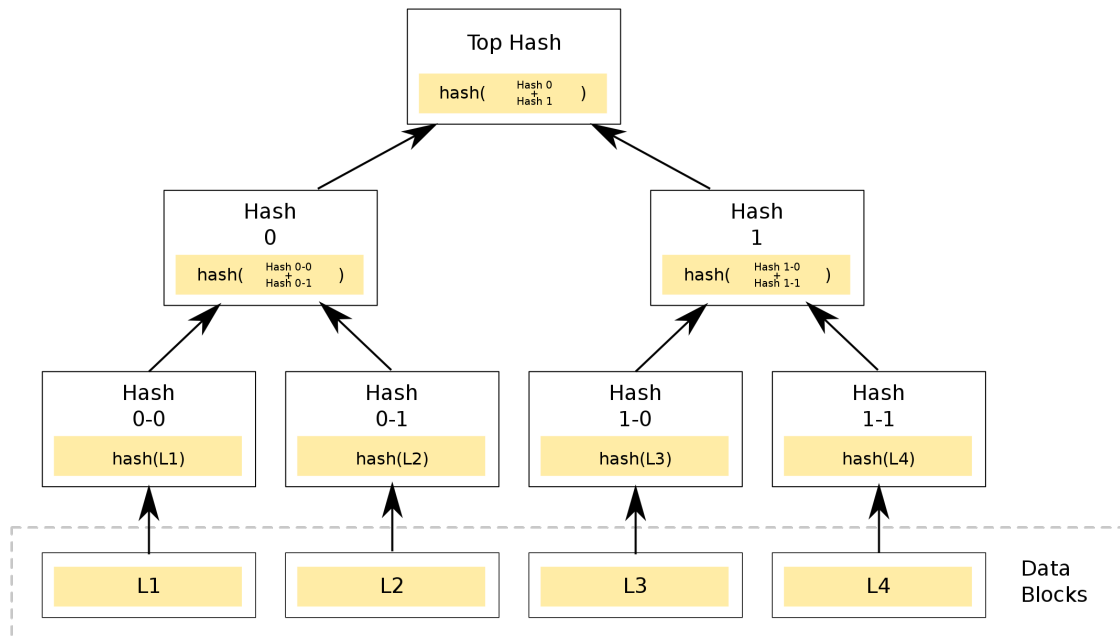 Top Hash
hash( Hash 0 + Hash 1 )
Hash
0
hash( Hash 0-0 + Hash 0-1 )
Hash
1
hash( Hash 1-0 + Hash 1-1 )
Hash
0-0
hash(L1)
Hash
0-1
hash(L2)
Hash
1-0
hash(L3)
Hash
1-1
hash(L4)
L1
L2
L3
L4
Data
Blocks